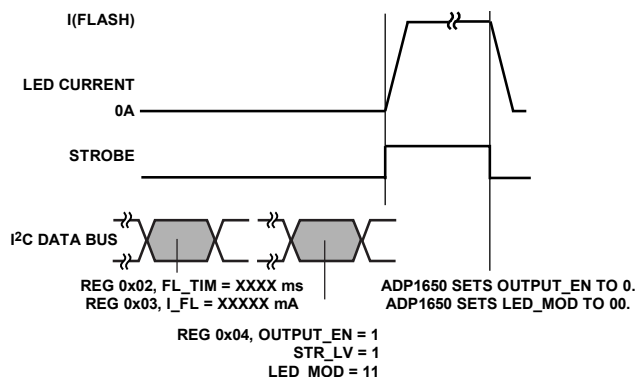 I(FLASH)
LED CURRENT
0A
STROBE
I²C DATA BUS
REG 0x02, FL_TIM = XXXX ms
REG 0x03, I_FL = XXXXX mA
ADP1650 SETS OUTPUT_EN TO 0.
ADP1650 SETS LED_MOD TO 00.
REG 0x04, OUTPUT_EN = 1
STR_LV = 1
LED_MOD = 11